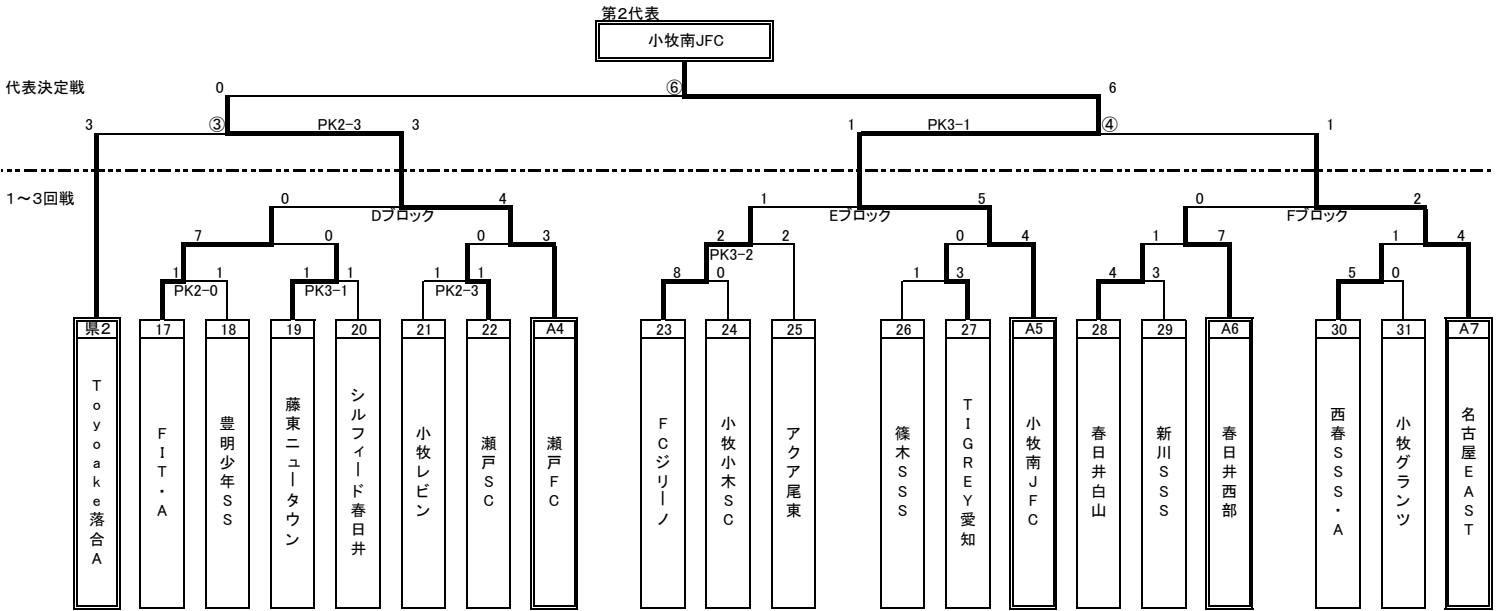 第2代表
小牧南JFC
代表決定戦
0
⑥
6
3
③
PK2-3
3
1
PK3-1
④
1
1～3回戦
0
Dブロック
4
1
Eブロック
5
0
Fブロック
2
7
0
0
3
2
PK3-2
2
0
4
1
7
1
4
1
PK2-0
1
1
PK3-1
1
1
PK2-3
1
8
0
1
3
4
3
5
0
県2
17
18
19
20
21
22
A4
23
24
25
26
27
A5
28
29
A6
30
31
A7
Toyoake落合A
FIT・A
豊明少年SS
藤東ニュータウン
シルフィード春日井
小牧レビン
瀬戸SC
瀬戸FC
FCジリーノ
小牧小木SC
アクア尾東
篠木SSS
TIGREY愛知
小牧南JFC
春日井白山
新川SSS
春日井西部
西春SSS・A
小牧グランツ
名古屋EAST